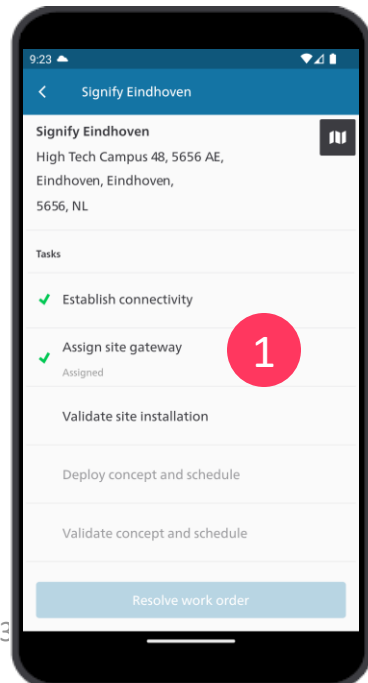 9:23
Signify Eindhoven
Signify Eindhoven
High Tech Campus 48, 5656 AE,
Eindhoven, Eindhoven,
5656, NL
Tasks
Establish connectivity
Assign site gateway
Assigned
1
Validate site installation
Deploy concept and schedule
Validate concept and schedule
Resolve work order